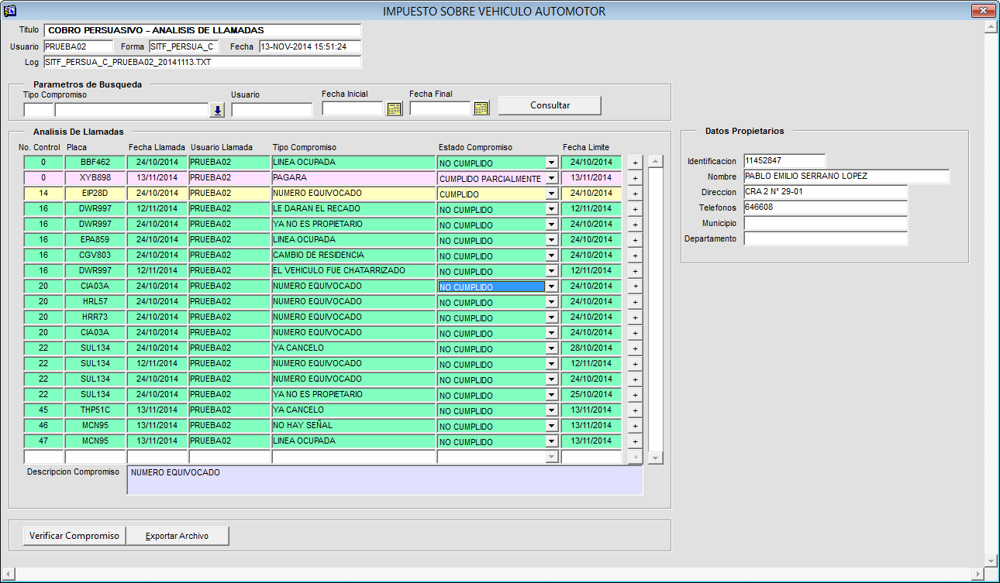 IMPUESTO SOBRE VEHICULO AUTOMOTOR
Titulo COBRO PERSUASIVO - ANALISIS DE LLAMADAS
Usuario PRUEBA02 Forma SITF_PERSUA_C Fecha 13-NOV-2014 15:51:24
Log SITF_PERSUA_C_PRUEBA02_20141113.TXT
Parametros de Busqueda
Tipo Compromiso Usuario Fecha Inicial Fecha Final
Consultar
Analisis De Llamadas
No. Control Placa Fecha Llamada Usuario Llamada Tipo Compromiso Estado Compromiso Fecha Limite
0 BBF462 24/10/2014 PRUEBA02 LINEA OCUPADA NO CUMPLIDO 24/10/2014 +
0 XYB898 13/11/2014 PRUEBA02 PAGARA CUMPLIDO PARCIALMENTE 13/11/2014 +
14 EIP28D 24/10/2014 PRUEBA02 NUMERO EQUIVOCADO CUMPLIDO 24/10/2014 +
16 DWR997 12/11/2014 PRUEBA02 LE DARAN EL RECADO NO CUMPLIDO 12/11/2014 +
16 DWR997 24/10/2014 PRUEBA02 YA NO ES PROPIETARIO NO CUMPLIDO 24/10/2014 +
16 EPA859 24/10/2014 PRUEBA02 LINEA OCUPADA NO CUMPLIDO 24/10/2014 +
16 CGV803 24/10/2014 PRUEBA02 CAMBIO DE RESIDENCIA NO CUMPLIDO 24/10/2014 +
16 DWR997 12/11/2014 PRUEBA02 EL VEHICULO FUE CHATARRIZADO NO CUMPLIDO 12/11/2014 +
20 CIA03A 24/10/2014 PRUEBA02 NUMERO EQUIVOCADO NO CUMPLIDO 24/10/2014 +
20 HRL57 24/10/2014 PRUEBA02 NUMERO EQUIVOCADO NO CUMPLIDO 24/10/2014 +
20 HRR73 24/10/2014 PRUEBA02 NUMERO EQUIVOCADO NO CUMPLIDO 24/10/2014 +
20 CIA03A 24/10/2014 PRUEBA02 NUMERO EQUIVOCADO NO CUMPLIDO 24/10/2014 +
22 SUL134 24/10/2014 PRUEBA02 YA CANCELO NO CUMPLIDO 28/10/2014 +
22 SUL134 12/11/2014 PRUEBA02 NUMERO EQUIVOCADO NO CUMPLIDO 12/11/2014 +
22 SUL134 24/10/2014 PRUEBA02 NUMERO EQUIVOCADO NO CUMPLIDO 24/10/2014 +
22 SUL134 24/10/2014 PRUEBA02 YA NO ES PROPIETARIO NO CUMPLIDO 25/10/2014 +
45 THP51C 13/11/2014 PRUEBA02 YA CANCELO NO CUMPLIDO 13/11/2014 +
46 MCN95 13/11/2014 PRUEBA02 NO HAY SEÑAL NO CUMPLIDO 13/11/2014 +
47 MCN95 13/11/2014 PRUEBA02 LINEA OCUPADA NO CUMPLIDO 13/11/2014 +
+
Descripcion Compromiso NUMERO EQUIVOCADO
Verificar Compromiso Exportar Archivo
Datos Propietarios
Identificacion 11452847
Nombre PABLO EMILIO SERRANO LOPEZ
Direccion CRA 2 N° 29-01
Telefonos 646608
Municipio
Departamento